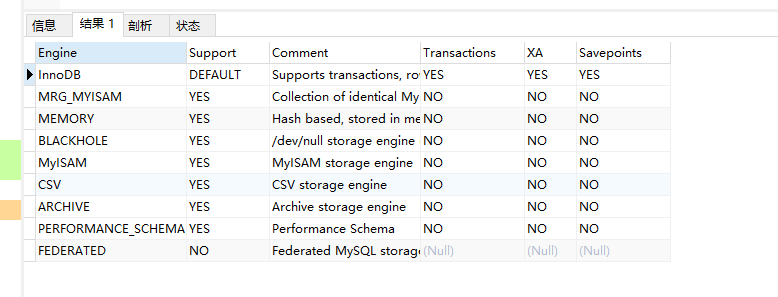 信息 结果 1 剖析 状态
Engine Support Comment Transactions XA Savepoints
InnoDB DEFAULT Supports transactions, ro YES YES YES
MRG_MYISAM YES Collection of identical My NO NO NO
MEMORY YES Hash based, stored in me NO NO NO
BLACKHOLE YES /dev/null storage engine NO NO NO
MyISAM YES MyISAM storage engine NO NO NO
CSV YES CSV storage engine NO NO NO
ARCHIVE YES Archive storage engine NO NO NO
PERFORMANCE_SCHEMA YES Performance Schema NO NO NO
FEDERATED NO Federated MySQL storag (Null) (Null) (Null)